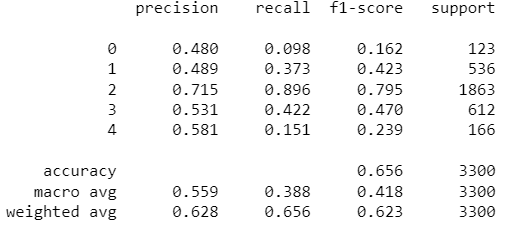 precision recall f1-score support
0 0.480 0.098 0.162 123
1 0.489 0.373 0.423 536
2 0.715 0.896 0.795 1863
3 0.531 0.422 0.470 612
4 0.581 0.151 0.239 166
accuracy 0.656 3300
macro avg 0.559 0.388 0.418 3300
weighted avg 0.628 0.656 0.623 3300